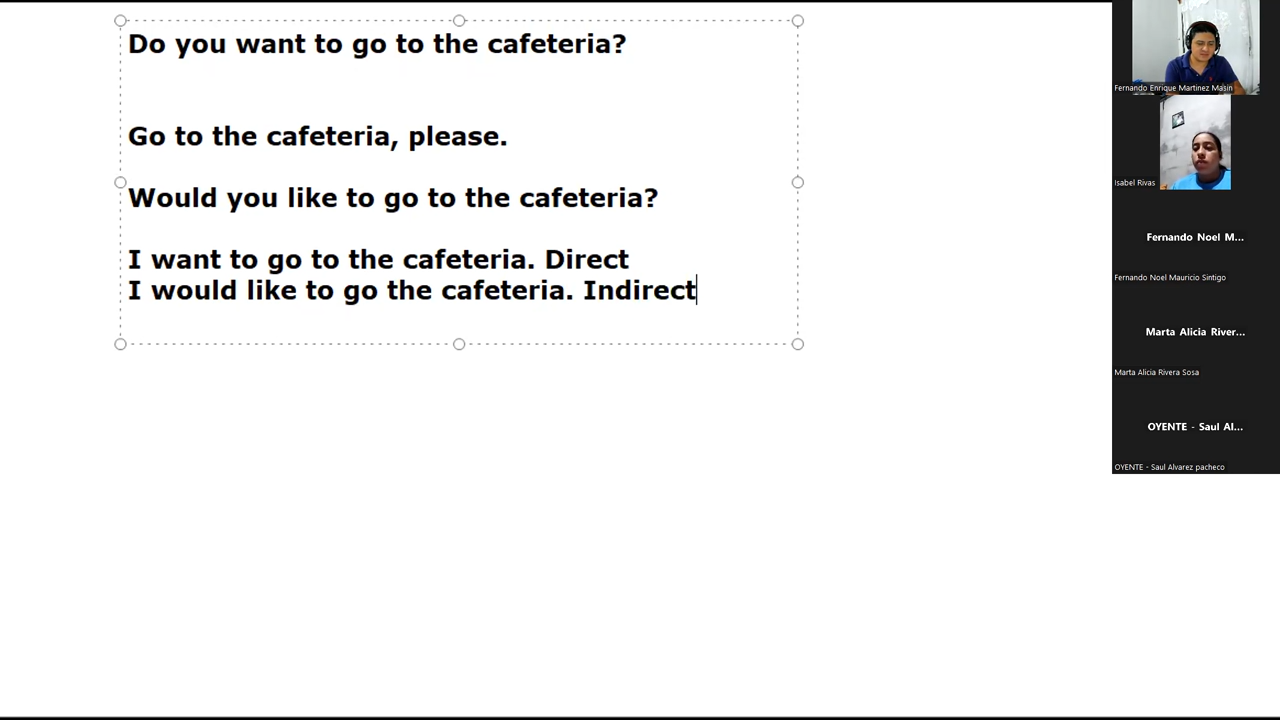 Do you want to go to the cafeteria?
Go to the cafeteria, please.
Would you like to go to the cafeteria?
I want to go to the cafeteria. Direct
I would like to go the cafeteria. Indirect
Fernando Enrique Martinez Masin
Isabel Rivas
Fernando Noel M...
Fernando Noel Mauricio Sintigo
Marta Alicia River...
Marta Alicia Rivera Sosa
OYENTE - Saul Al...
OYENTE - Saul Alvarez pacheco